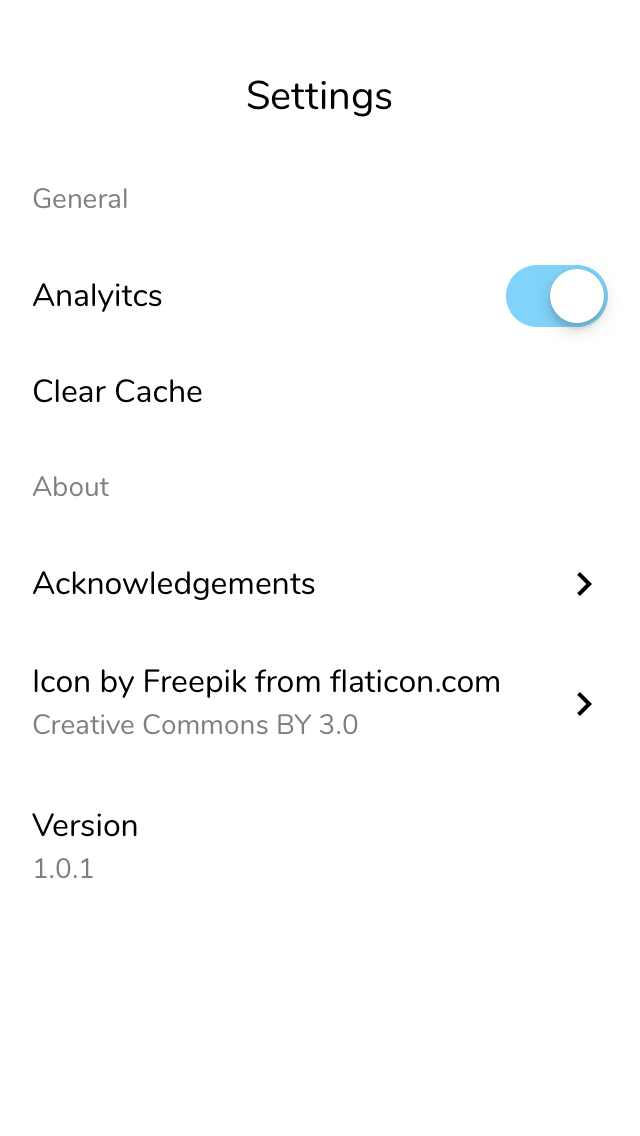 Settings
General
Analyitcs
Clear Cache
About
Acknowledgements
Icon by Freepik from flaticon.com
Creative Commons BY 3.0
Version
1.0.1